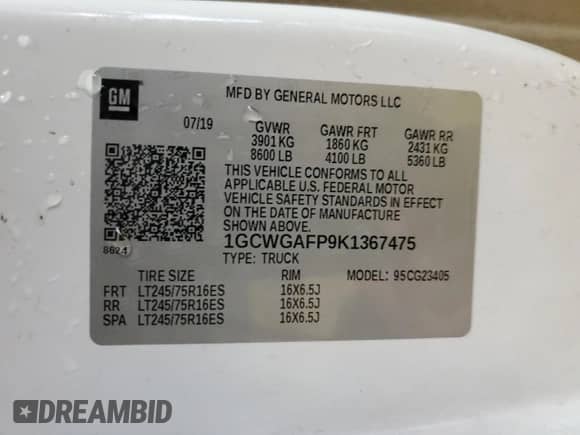 GM
MFD BY GENERAL MOTORS LLC
07/19 GVWR GAWR FRT GAWR RR
3901 KG 1860 KG 2431 KG
8600 LB 4100 LB 5360 LB
THIS VEHICLE CONFORMS TO ALL
APPLICABLE U.S. FEDERAL MOTOR
VEHICLE SAFETY STANDARDS IN EFFECT
ON THE DATE OF MANUFACTURE
SHOWN ABOVE.
8624 1GCWGAFP9K1367475
TYPE: TRUCK
TIRE SIZE RIM MODEL: 95CG23405
FRT LT245/75R16ES 16X6.5J
RR LT245/75R16ES 16X6.5J
SPA LT245/75R16ES 16X6.5J
DREAMBID